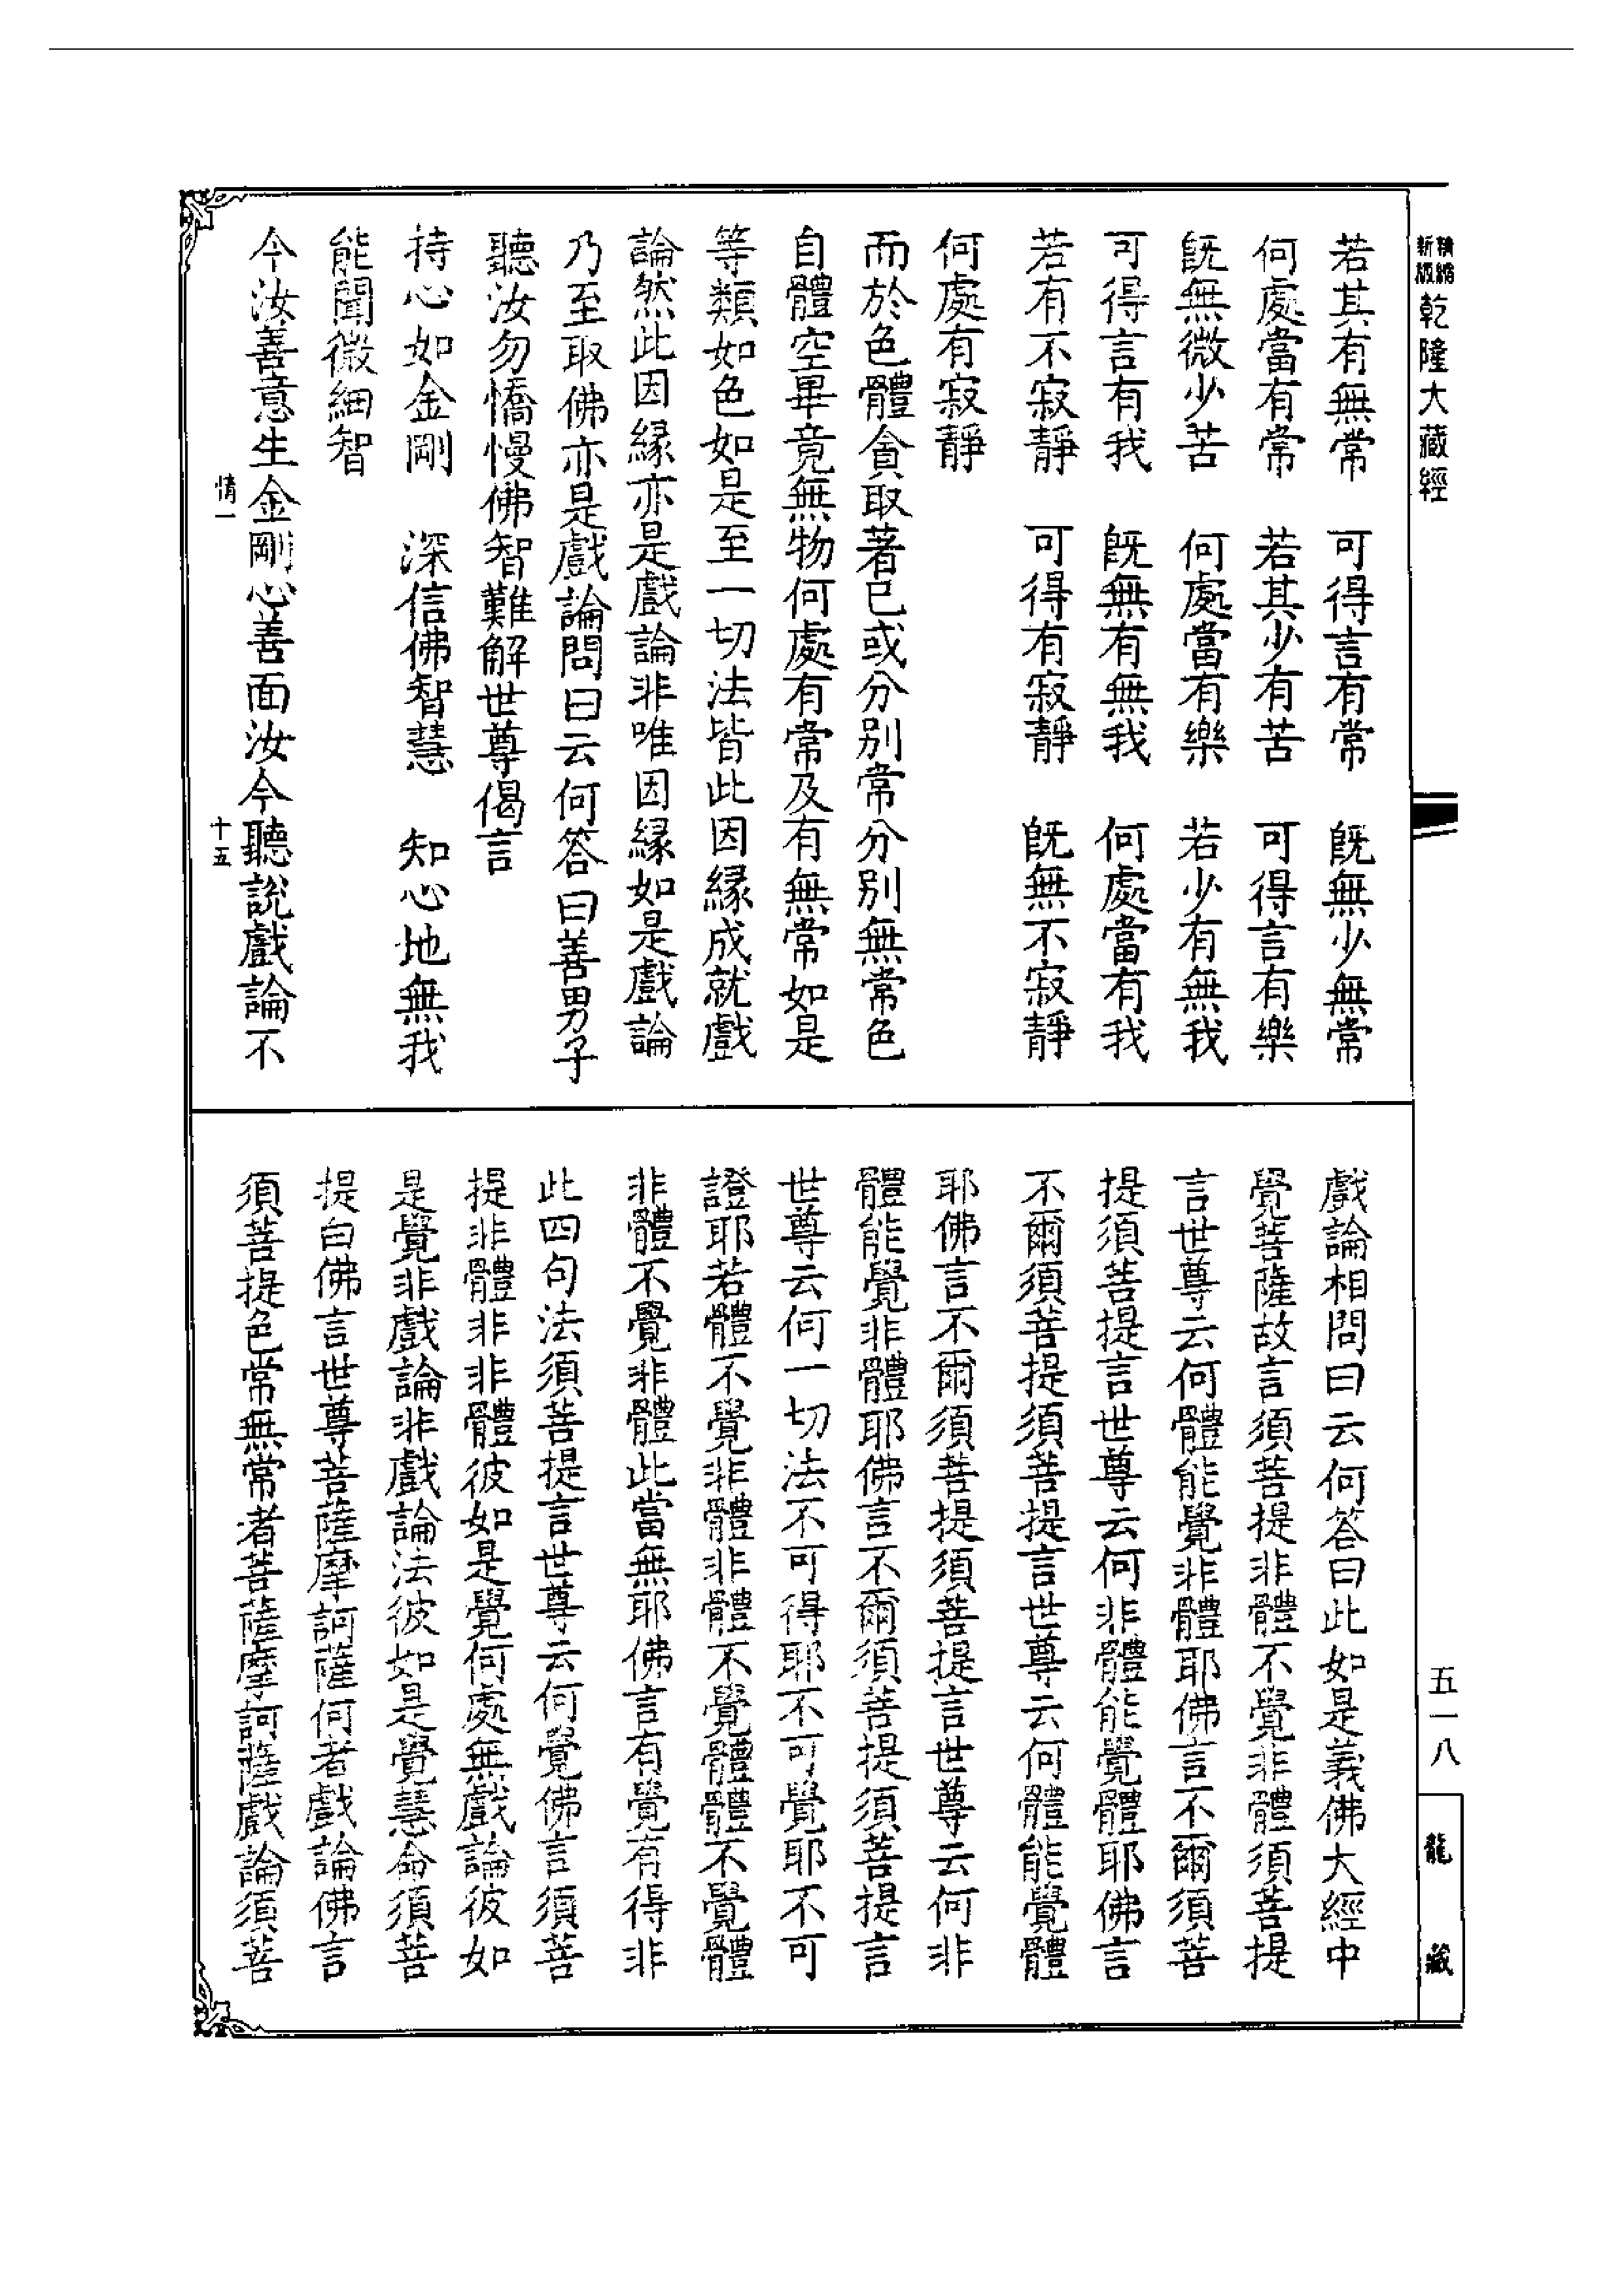 精縮新版乾隆大藏經
若其有無常　可得言有常　旣無少無常
何處當有常　若其少有苦　可得言有樂
旣無微少苦　何處當有樂　若少有無我
可得言有我　旣無有無我　何處當有我
若有不寂靜　可得有寂靜　旣無不寂靜
何處有寂靜
而於色體貪取著已或分別常分別無常色
自體空畢竟無物何處有常及有無常如是
等類如色如是至一切法皆此因緣成就戲
論然此因緣亦是戲論非唯因緣如是戲論
乃至取佛亦是戲論問曰云何答曰善男子
聽汝勿憍慢佛智難解世尊偈言
持心如金剛　深信佛智慧　知心地無我
能聞微細智
今汝善意生金剛心善面汝今聽說戲論不
情一　十五
戲論相問曰云何答曰此如是義佛大經中
覺菩薩故言須菩提非體不覺非體須菩提
言世尊云何體能覺非體耶佛言不爾須菩
提須菩提言世尊云何非體能覺體耶佛言
不爾須菩提須菩提言世尊云何體能覺體
耶佛言不爾須菩提須菩提言世尊云何非
體能覺非體耶佛言不爾須菩提須菩提言
世尊云何一切法不可得耶不可覺耶不可
證耶若體不覺非體非體不覺體體不覺體
非體不覺非體此當無耶佛言有覺有得非
此四句法須菩提言世尊云何覺佛言須菩
提非體非非體彼如是覺何處無戲論彼如
是覺非戲論非戲論法彼如是覺慧命須菩
提白佛言世尊菩薩摩訶薩何者戲論佛言
須菩提色常無常者菩薩摩訶薩戲論須菩
五一八
龍藏